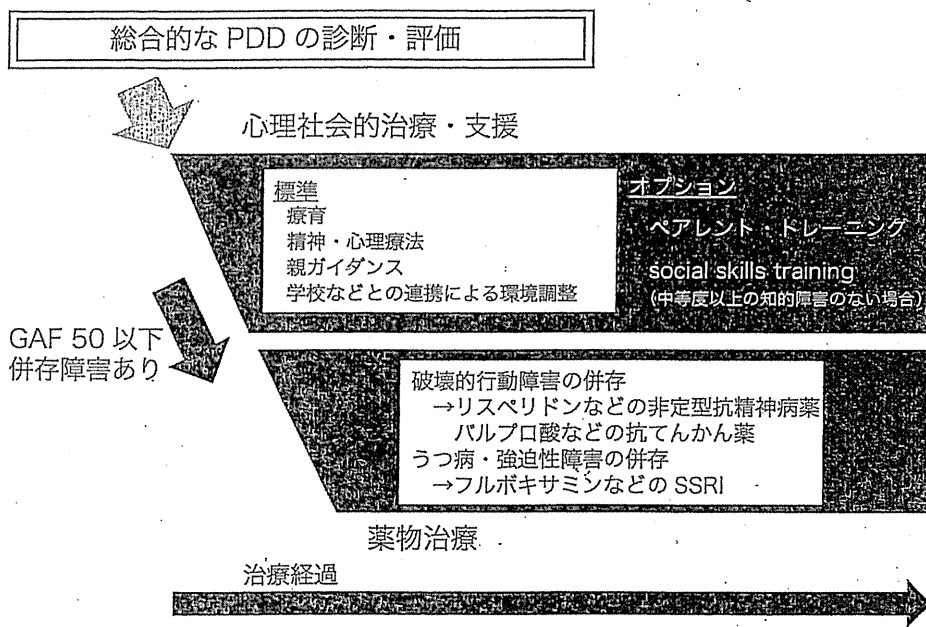 総合的な PDD の診断・評価
心理社会的治療・支援
標準
療育
精神・心理療法
親ガイダンス
学校などとの連携による環境調整
オプション
ペアレント・トレーニング
social skills training
(中等度以上の知的障害のない場合)
GAF 50 以下
併存障害あり
破壊的行動障害の併存
→リスペリドンなどの非定型抗精神病薬
バルプロ酸などの抗てんかん薬
うつ病・強迫性障害の併存
→フルボキサミンなどの SSRI
薬物治療
治療経過